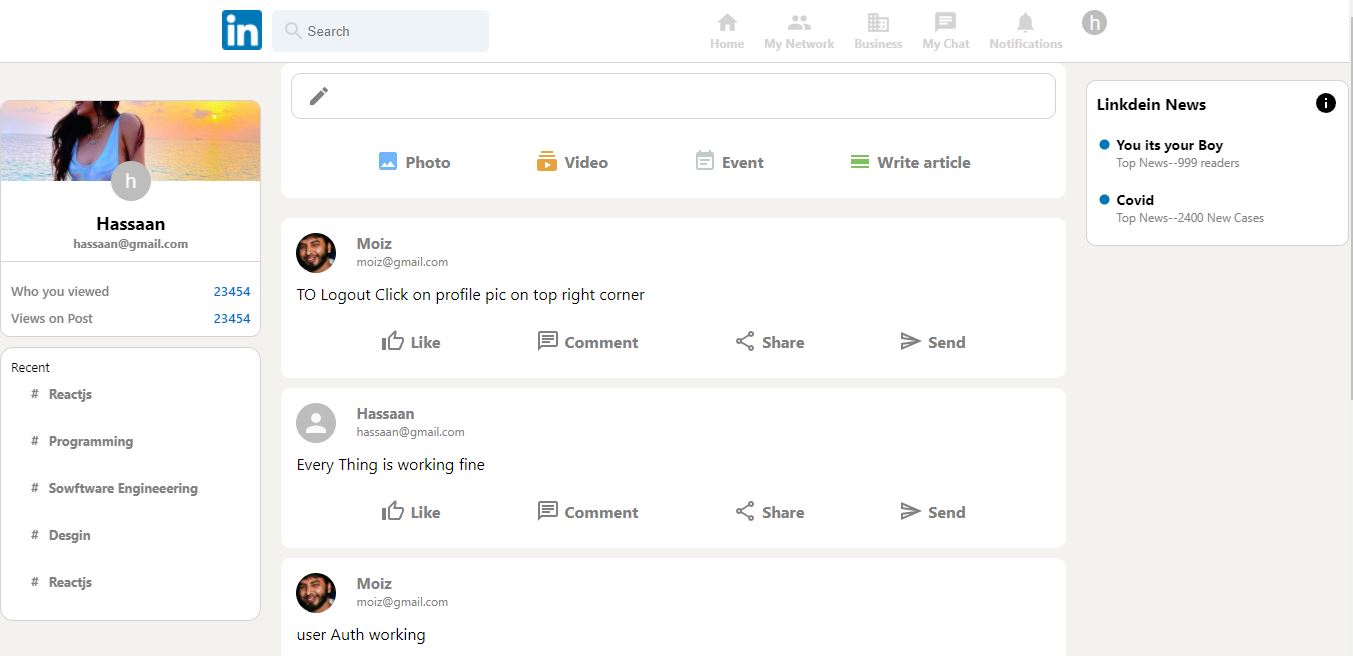 in
Search
Home
My Network
Business
My Chat
Notifications
h
h
Hassaan
hassaan@gmail.com
Who you viewed 23454
Views on Post 23454
Recent
# Reactjs
# Programming
# Sowftware Engineeering
# Desgin
# Reactjs
Photo
Video
Event
Write article
Moiz
moiz@gmail.com
TO Logout Click on profile pic on top right corner
Like
Comment
Share
Send
Hassaan
hassaan@gmail.com
Every Thing is working fine
Like
Comment
Share
Send
Moiz
moiz@gmail.com
user Auth working
Linkdein News
You its your Boy
Top News--999 readers
Covid
Top News--2400 New Cases